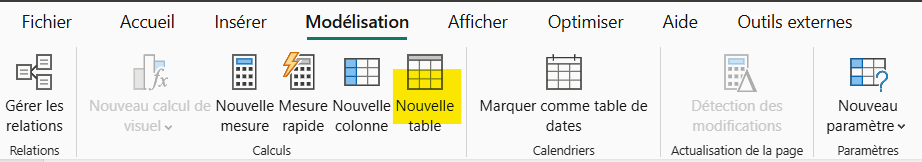 Fichier Accueil Insérer Modélisation Afficher Optimiser Aide Outils externes
Gérer les relations
Nouveau calcul de visuel
Nouvelle mesure
Mesure rapide
Nouvelle colonne
Nouvelle table
Marquer comme table de dates
Détection des modifications
Nouveau paramètre
Relations Calculs Calendriers Actualisation de la page Paramètres